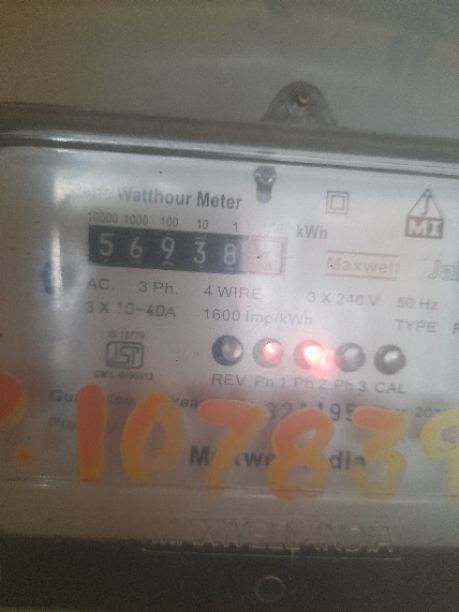 Watthour Meter
10000 1000 100 10 1
56938
kWh
J
MI
Maxwell
AC. 3 Ph. 4 WIRE
3 X 240 V 50 Hz
3 X 10-40A 1600 Imp/kWh
TYPE
IS-13779
REV Ph 1 Ph 2 Ph 3 CAL
P.107839
MAXWELL INDIA